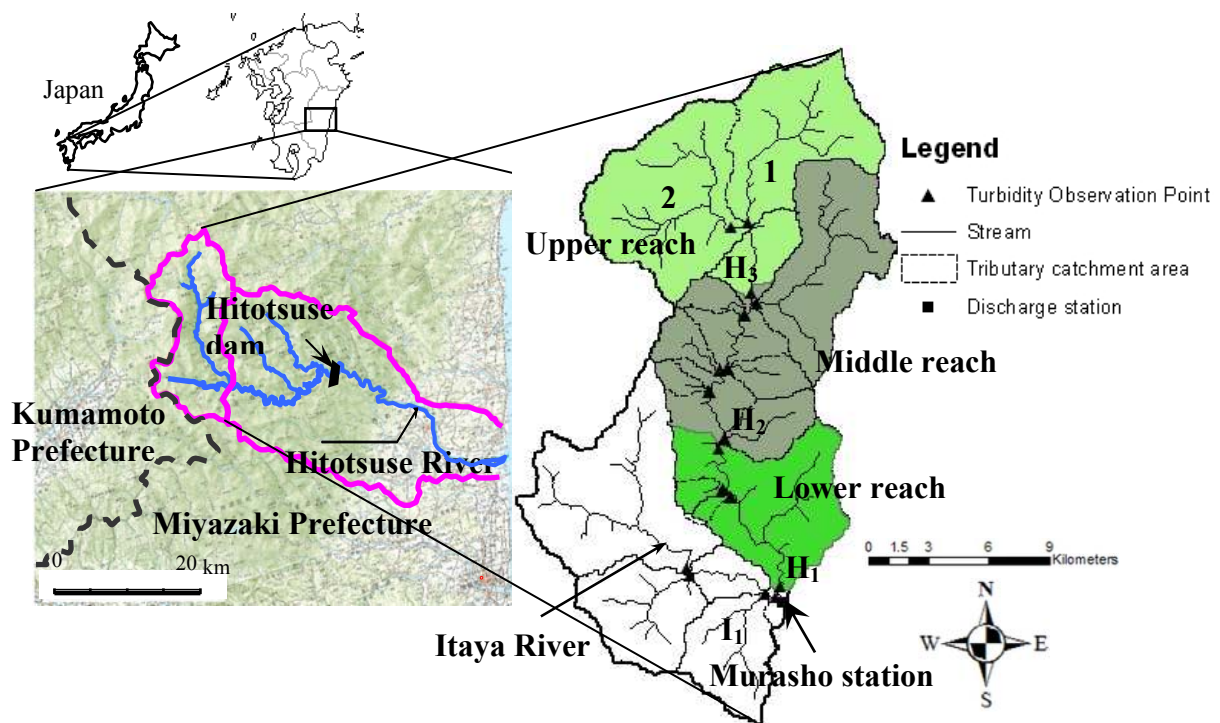 Japan
Hitotsuse
dam
Kumamoto
Prefecture
Hitotsuse River
Miyazaki Prefecture
0
20 km
1
2
Upper reach
H3
Middle reach
H2
Lower reach
H1
I1
Itaya River
Murasho station
Legend
Turbidity Observation Point
Stream
Tributary catchment area
Discharge station
0 1.5 3 6 9
Kilometers
N
W E
S